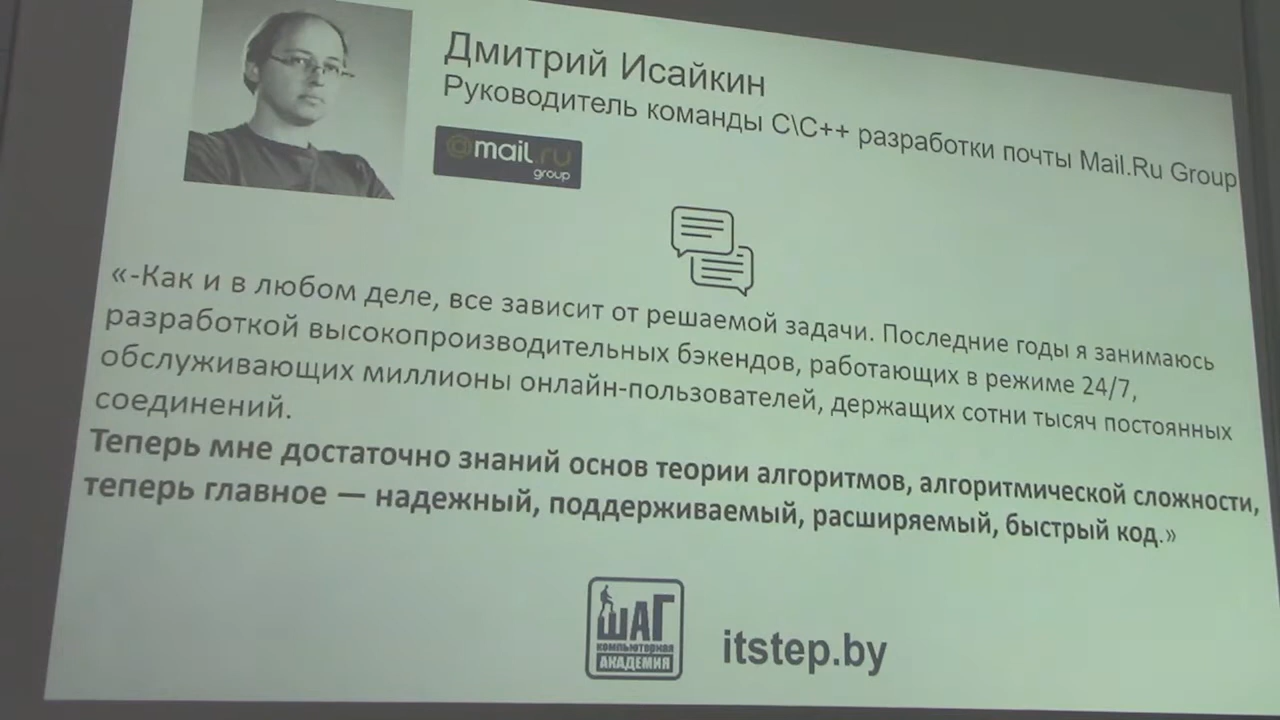 Дмитрий Исайкин
Руководитель команды C\C++ разработки почты Mail.Ru Group
@mail.ru
group
«-Как и в любом деле, все зависит от решаемой задачи. Последние годы я занимаюсь
разработкой высокопроизводительных бэкендов, работающих в режиме 24/7,
обслуживающих миллионы онлайн-пользователей, держащих сотни тысяч постоянных
соединений.
Теперь мне достаточно знаний основ теории алгоритмов, алгоритмической сложности,
теперь главное — надежный, поддерживаемый, расширяемый, быстрый код.»
ШАГ
КОМПЬЮТЕРНАЯ
АКАДЕМИЯ
itstep.by